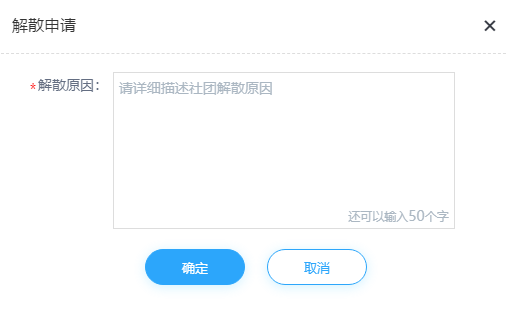 解散申请
*解散原因：
请详细描述社团解散原因
还可以输入50个字
确定
取消